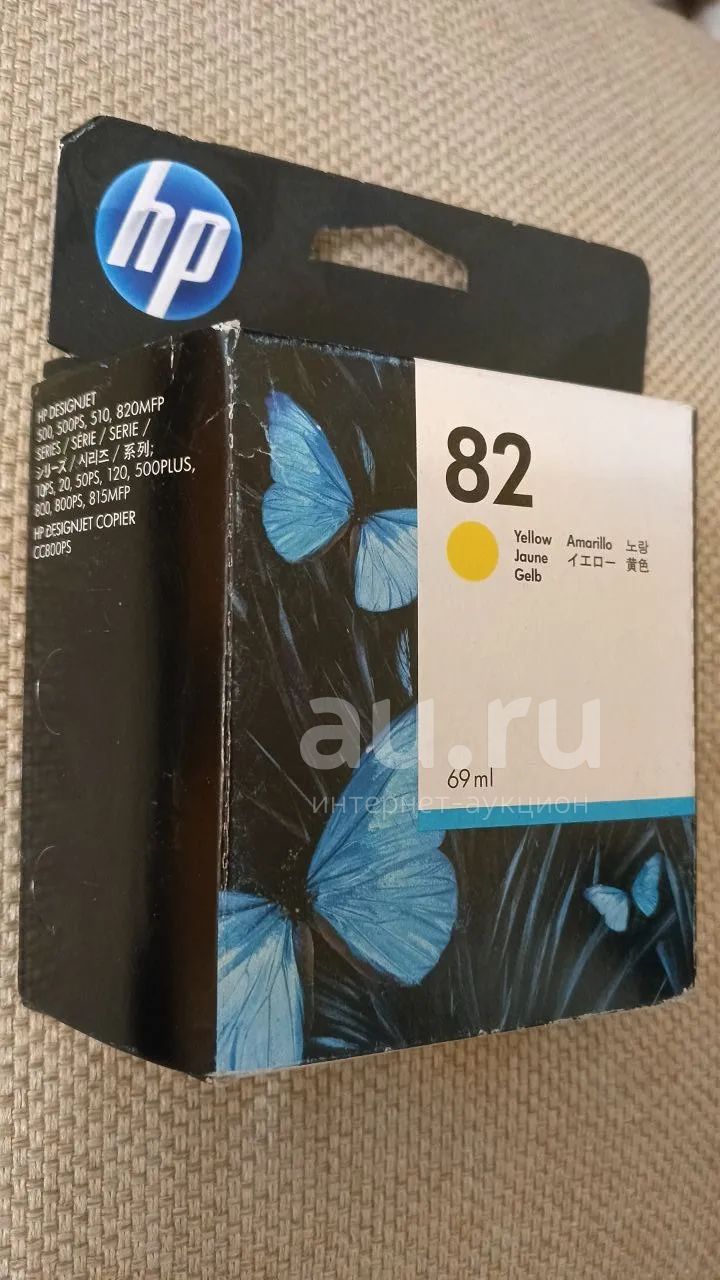 hp
HP DESIGNJET
500, 500PS, 510, 820MFP
SERIES / SÉRIE / SERIE /
シリーズ / 시리즈 / 系列;
10PS, 20, 50PS, 120, 500PLUS,
800, 800PS, 815MFP
HP DESIGNJET COPIER
CC800PS
82
Yellow Amarillo 노랑
Jaune イエロー 黄色
Gelb
69 ml
au.ru
интернет-аукцион